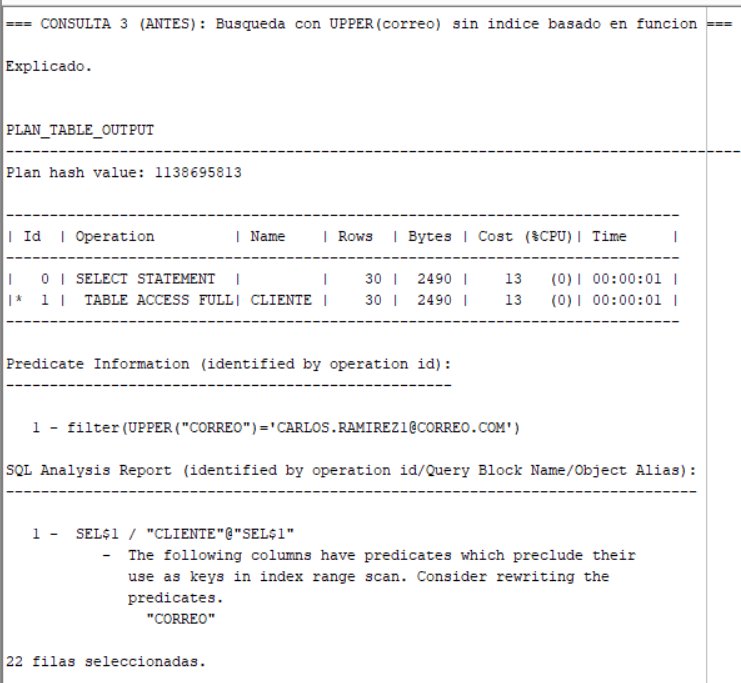 === CONSULTA 3 (ANTES): Busqueda con UPPER(correo) sin indice basado en funcion ===
Explicado.
PLAN_TABLE_OUTPUT
--------------------------------------------------------------------------------
Plan hash value: 1138695813
-----------------------------------------------------------------------------
| Id  | Operation         | Name    | Rows  | Bytes | Cost (%CPU)| Time     |
-----------------------------------------------------------------------------
|   0 | SELECT STATEMENT  |         |    30 |  2490 |    13   (0)| 00:00:01 |
|*  1 |  TABLE ACCESS FULL| CLIENTE |    30 |  2490 |    13   (0)| 00:00:01 |
-----------------------------------------------------------------------------
Predicate Information (identified by operation id):
---------------------------------------------------
1 - filter(UPPER("CORREO")='CARLOS.RAMIREZ1@CORREO.COM')
SQL Analysis Report (identified by operation id/Query Block Name/Object Alias):
-------------------------------------------------------------------------------
1 -  SEL$1 / "CLIENTE"@"SEL$1"
-  The following columns have predicates which preclude their
use as keys in index range scan. Consider rewriting the
predicates.
"CORREO"
22 filas seleccionadas.